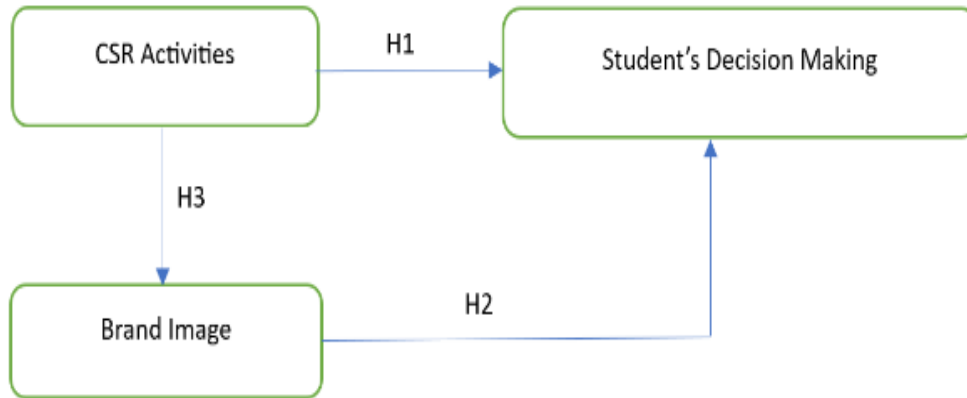 CSR Activities
H1
Student’s Decision Making
H3
Brand Image
H2